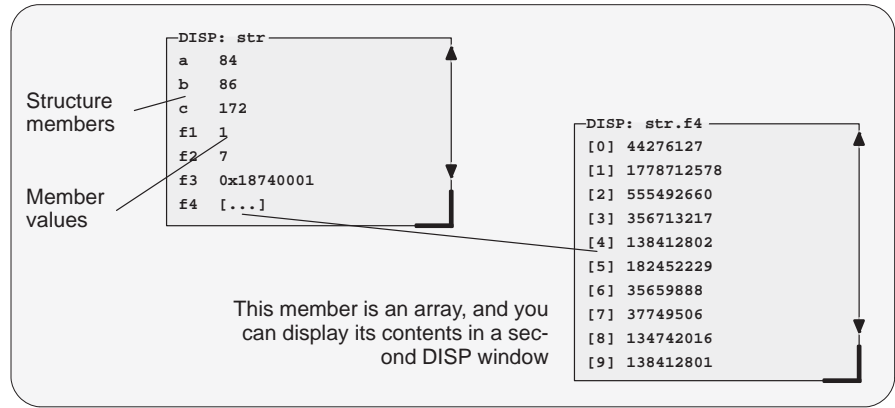 DISP: str
a 84
b 86
c 172
f1 1
f2 7
f3 0x18740001
f4 [...]
Structure
members
Member
values
DISP: str.f4
[0] 44276127
[1] 1778712578
[2] 555492660
[3] 356713217
[4] 138412802
[5] 182452229
[6] 35659888
[7] 37749506
[8] 134742016
[9] 138412801
This member is an array, and you
can display its contents in a sec-
ond DISP window